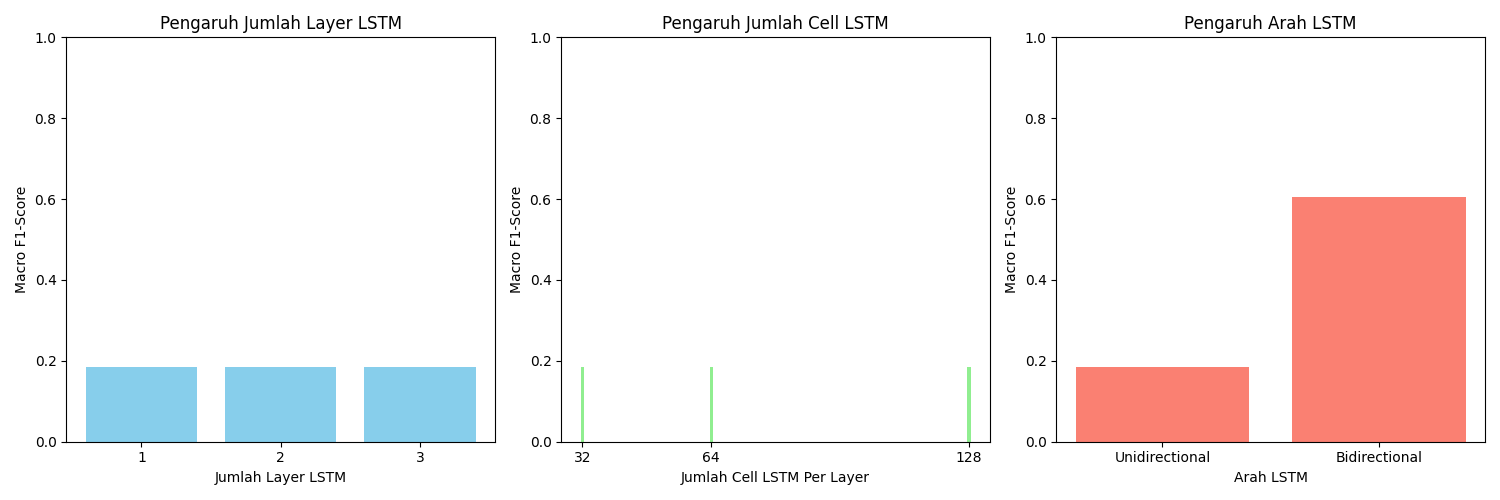 Pengaruh Jumlah Layer LSTM
1.0
0.8
0.6
0.4
0.2
0.0
Macro F1-Score
1 2 3
Jumlah Layer LSTM
Pengaruh Jumlah Cell LSTM
1.0
0.8
0.6
0.4
0.2
0.0
Macro F1-Score
32 64 128
Jumlah Cell LSTM Per Layer
Pengaruh Arah LSTM
1.0
0.8
0.6
0.4
0.2
0.0
Macro F1-Score
Unidirectional Bidirectional
Arah LSTM